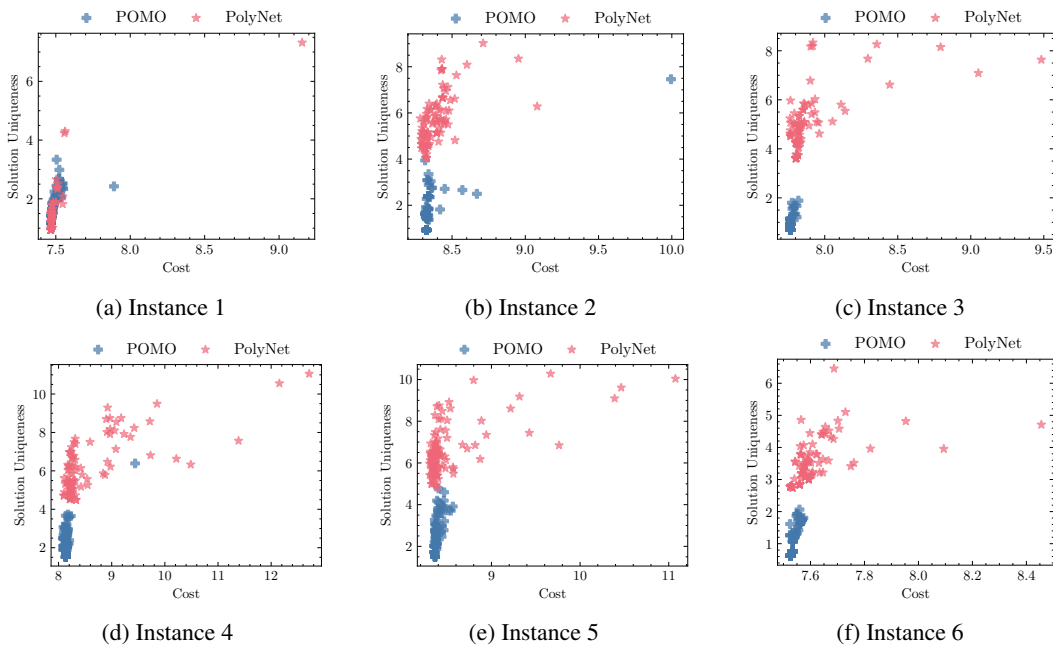 POMO PolyNet
Solution Uniqueness
6
4
2
7.5 8.0 8.5 9.0
Cost
(a) Instance 1
POMO PolyNet
Solution Uniqueness
8
6
4
2
8.5 9.0 9.5 10.0
Cost
(b) Instance 2
POMO PolyNet
Solution Uniqueness
8
6
4
2
8.0 8.5 9.0 9.5
Cost
(c) Instance 3
POMO PolyNet
Solution Uniqueness
10
8
6
4
2
8 9 10 11 12
Cost
(d) Instance 4
POMO PolyNet
Solution Uniqueness
10
8
6
4
2
9 10 11
Cost
(e) Instance 5
POMO PolyNet
Solution Uniqueness
6
5
4
3
2
1
7.6 7.8 8.0 8.2 8.4
Cost
(f) Instance 6